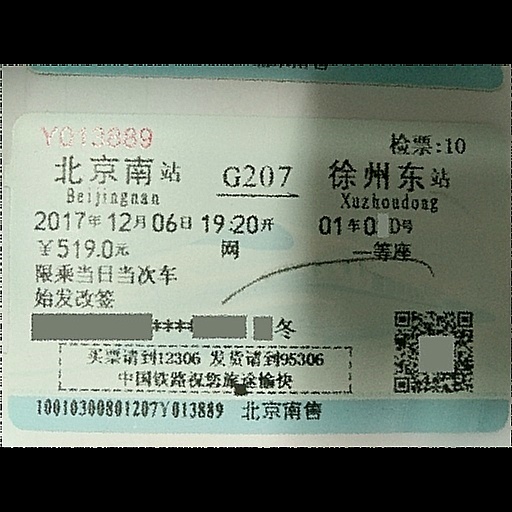 Y013889
检票:10
北京南站 G207 徐州东站
Beijingnan Xuzhoudong
2017年12月06日 19:20开 01车0 0号
￥519.0元 网 一等座
限乘当日当次车
始发改签
**** 冬
买票请到12306 发货请到95306
中国铁路祝您旅途愉快
10010300801207Y013889 北京南售